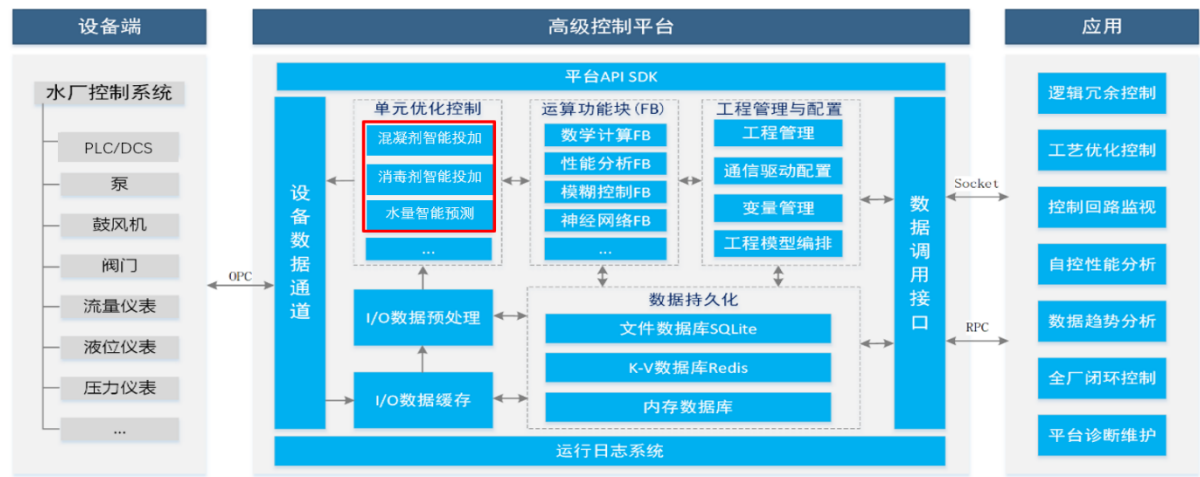 设备端
水厂控制系统
PLC/DCS
泵
鼓风机
阀门
流量仪表
液位仪表
压力仪表
...
OPC
高级控制平台
平台API SDK
设备数据通道
单元优化控制
混凝剂智能投加
消毒剂智能投加
水量智能预测
...
I/O数据预处理
I/O数据缓存
运算功能块(FB)
数学计算FB
性能分析FB
模糊控制FB
神经网络FB
...
工程管理与配置
工程管理
通信驱动配置
变量管理
工程模型编排
数据持久化
文件数据库SQLite
K-V数据库Redis
内存数据库
数据调用接口
运行日志系统
Socket
RPC
应用
逻辑冗余控制
工艺优化控制
控制回路监视
自控性能分析
数据趋势分析
全厂闭环控制
平台诊断维护